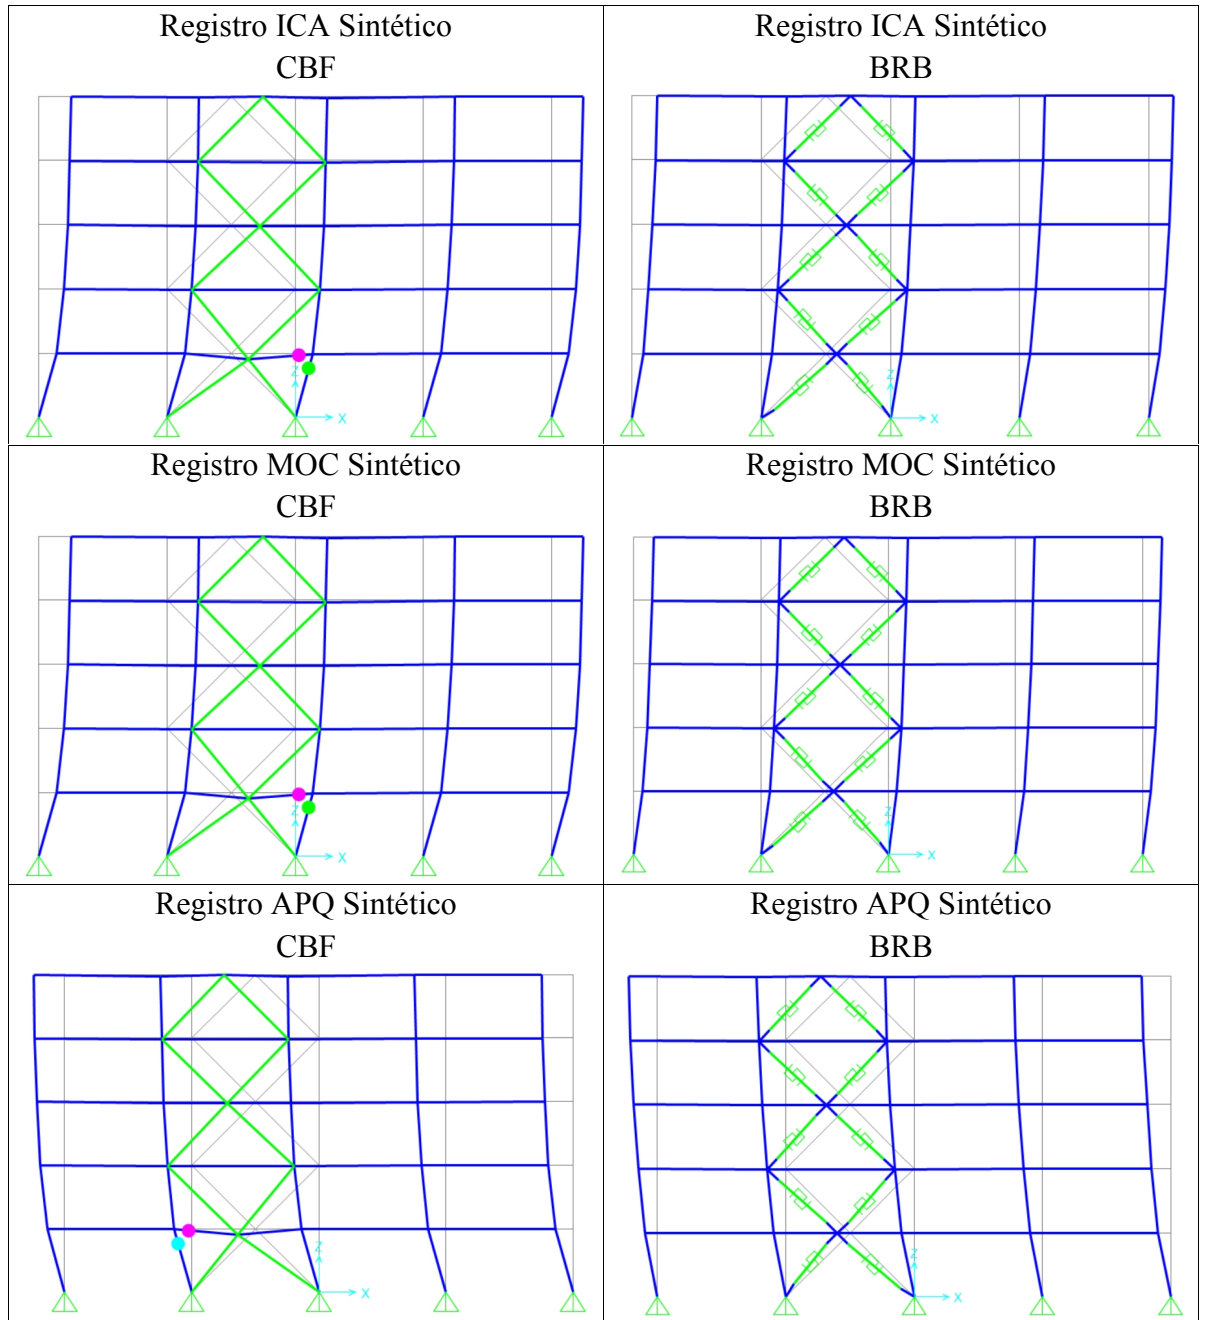 Registro ICA Sintético
CBF
Registro ICA Sintético
BRB
Z
X
Z
X
Registro MOC Sintético
CBF
Registro MOC Sintético
BRB
Z
X
Z
X
Registro APQ Sintético
CBF
Registro APQ Sintético
BRB
Z
X
Z
X